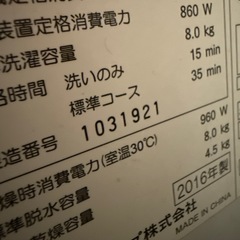 装置定格消費電力 860 W
洗濯容量 8.0 kg
格時間 洗いのみ 15 min
標準コース 35 min
造番号 1031921
燥時消費電力(室温30℃) 960 W
準脱水容量 8.0 kg
乾燥容量 4.5 kg
2016年製
ズ株式会社
MADE IN